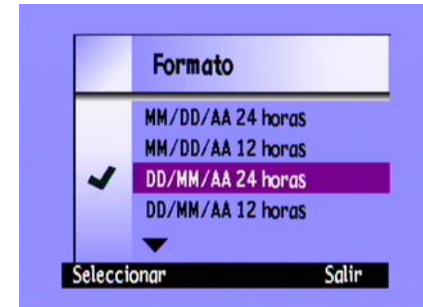 Formato
MM/DD/AA 24 horas
MM/DD/AA 12 horas
DD/MM/AA 24 horas
DD/MM/AA 12 horas
Seleccionar Salir